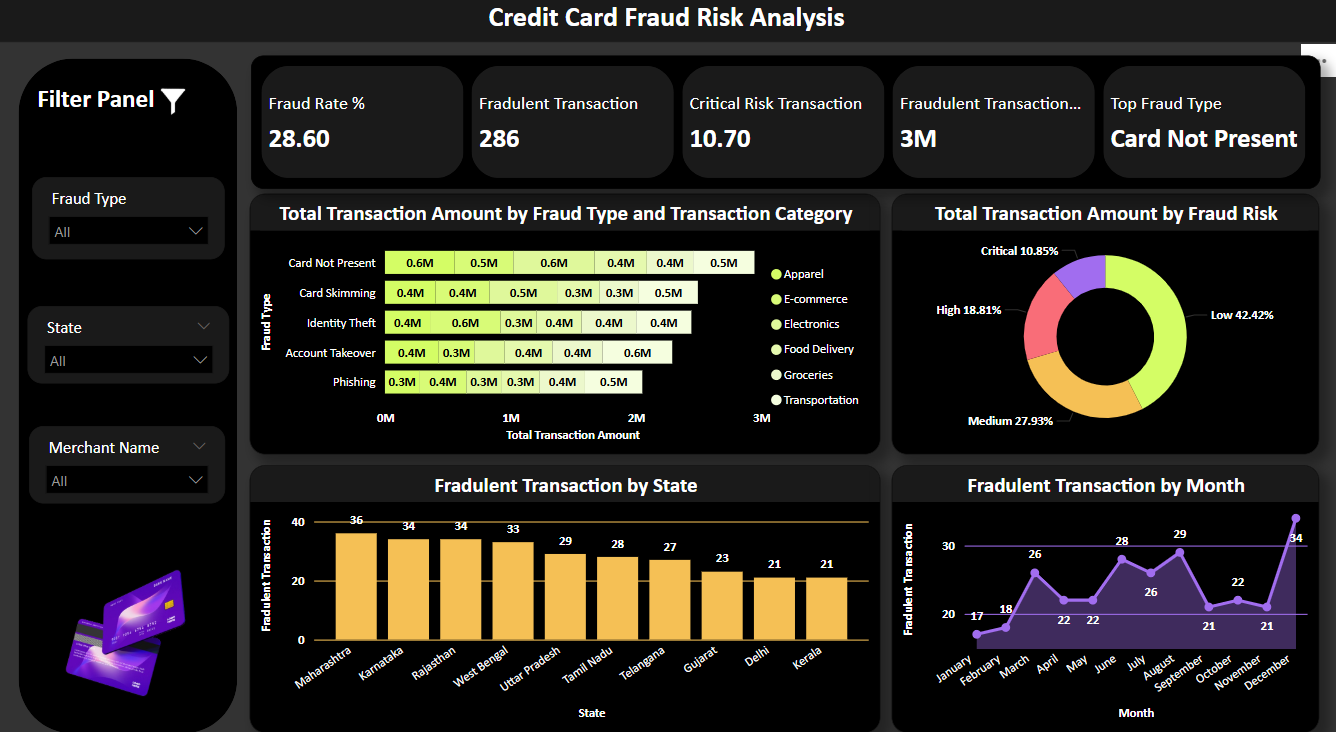 Credit Card Fraud Risk Analysis
Filter Panel
Fraud Type
All
State
All
Merchant Name
All
Fraud Rate %
28.60
Fradulent Transaction
286
Critical Risk Transaction
10.70
Fraudulent Transaction...
3M
Top Fraud Type
Card Not Present
Total Transaction Amount by Fraud Type and Transaction Category
Fraud Type
Card Not Present 0.6M 0.5M 0.6M 0.4M 0.4M 0.5M
Card Skimming 0.4M 0.4M 0.5M 0.3M 0.3M 0.5M
Identity Theft 0.4M 0.6M 0.3M 0.4M 0.4M 0.4M
Account Takeover 0.4M 0.3M 0.4M 0.4M 0.6M
Phishing 0.3M 0.4M 0.3M 0.3M 0.4M 0.5M
0M 1M 2M 3M
Total Transaction Amount
Apparel
E-commerce
Electronics
Food Delivery
Groceries
Transportation
Total Transaction Amount by Fraud Risk
Critical 10.85%
High 18.81%
Low 42.42%
Medium 27.93%
Fradulent Transaction by State
Fradulent Transaction
40
20
0
36 34 34 33 29 28 27 23 21 21
Maharashtra Karnataka Rajasthan West Bengal Uttar Pradesh Tamil Nadu Telangana Gujarat Delhi Kerala
State
Fradulent Transaction by Month
Fradulent Transaction
30
20
17 18 26 22 22 28 26 29 21 22 21 34
January February March April May June July August September October November December
Month